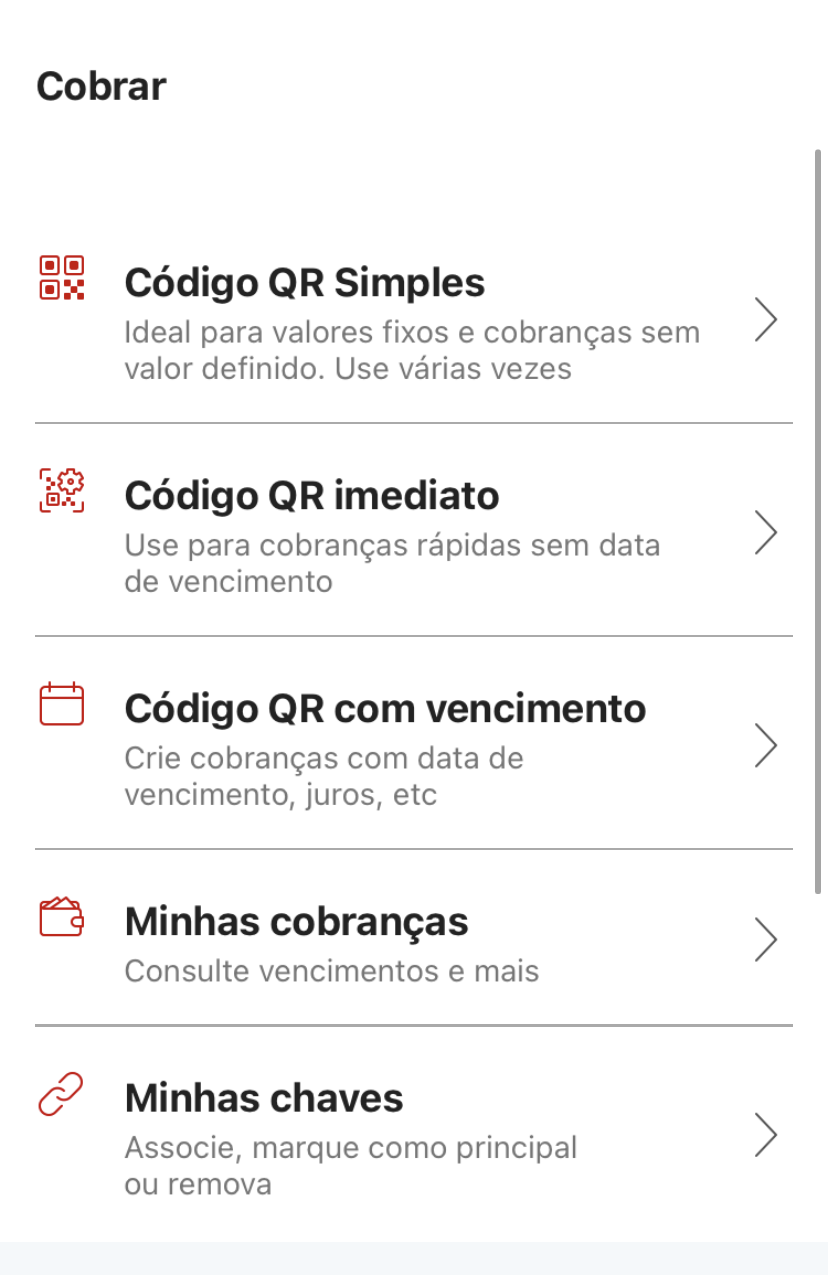 Cobrar
Código QR Simples
Ideal para valores fixos e cobranças sem
valor definido. Use várias vezes
Código QR imediato
Use para cobranças rápidas sem data
de vencimento
Código QR com vencimento
Crie cobranças com data de
vencimento, juros, etc
Minhas cobranças
Consulte vencimentos e mais
Minhas chaves
Associe, marque como principal
ou remova